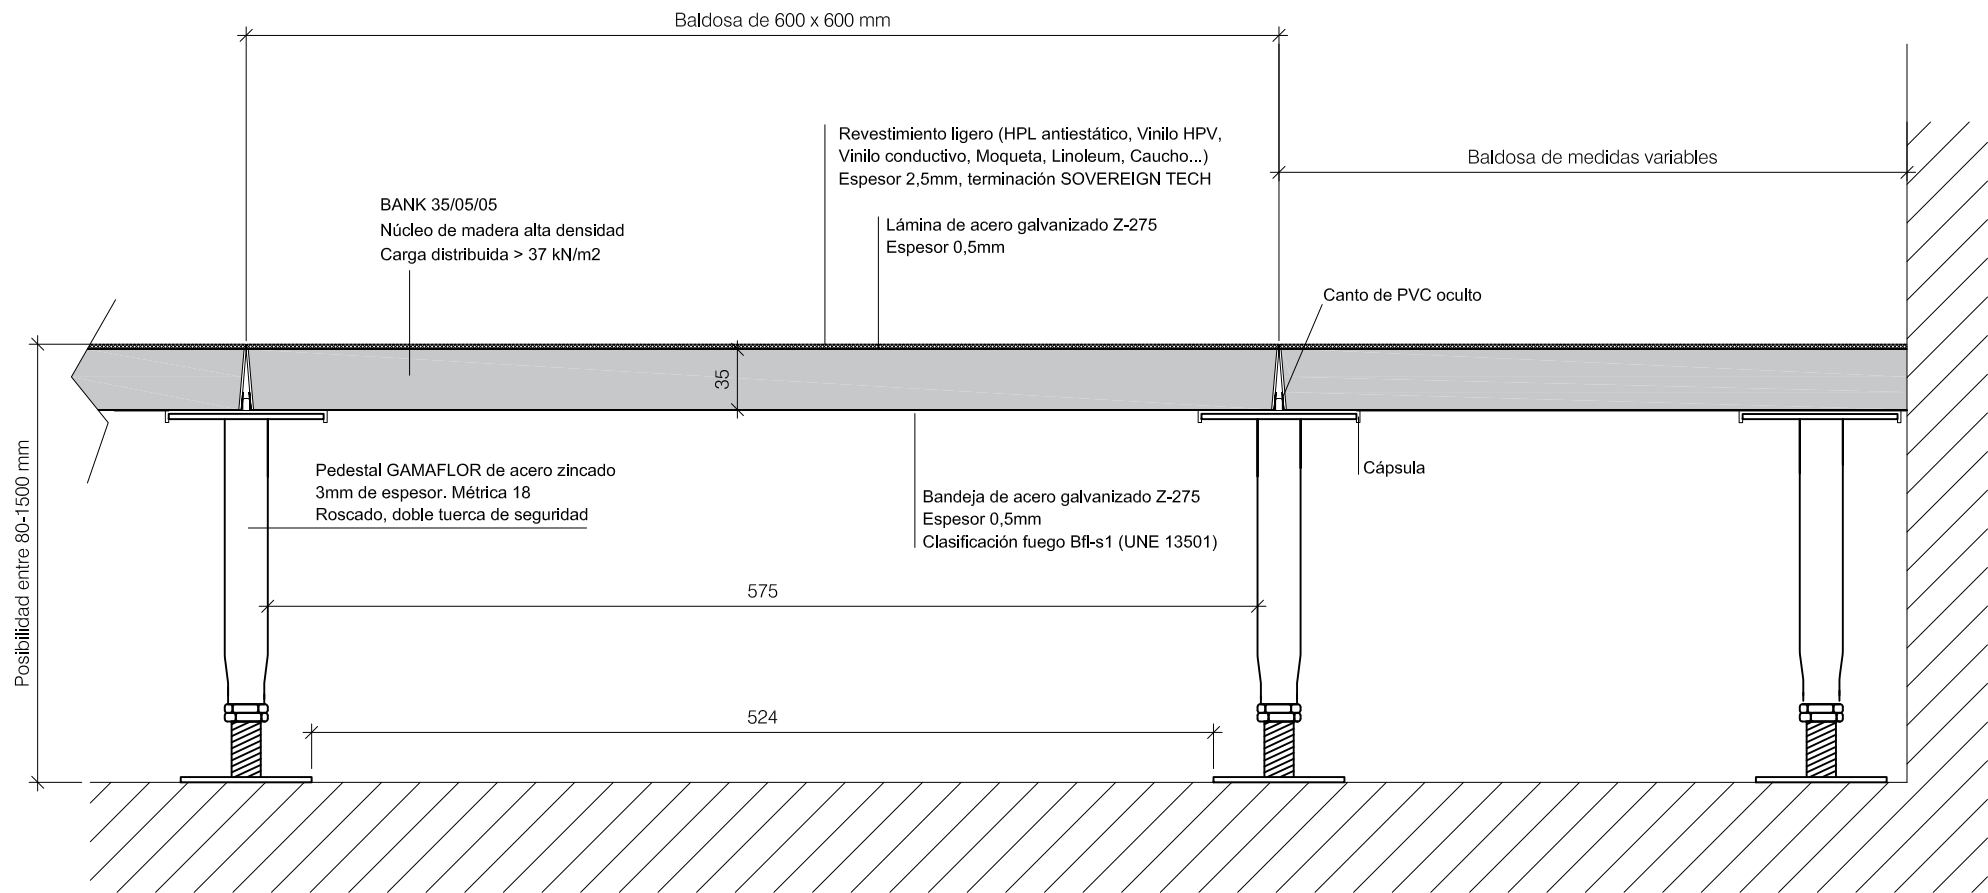 Baldosa de 600 x 600 mm
Revestimiento ligero (HPL antiestático, Vinilo HPV,
Vinilo conductivo, Moqueta, Linoleum, Caucho...)
Espesor 2,5mm, terminación SOVEREIGN TECH
Baldosa de medidas variables
BANK 35/05/05
Núcleo de madera alta densidad
Carga distribuida > 37 kN/m2
Lámina de acero galvanizado Z-275
Espesor 0,5mm
Canto de PVC oculto
35
Posibilidad entre 80-1500 mm
Pedestal GAMAFLOR de acero zincado
3mm de espesor. Métrica 18
Roscado, doble tuerca de seguridad
Cápsula
Bandeja de acero galvanizado Z-275
Espesor 0,5mm
Clasificación fuego Bfl-s1 (UNE 13501)
575
524